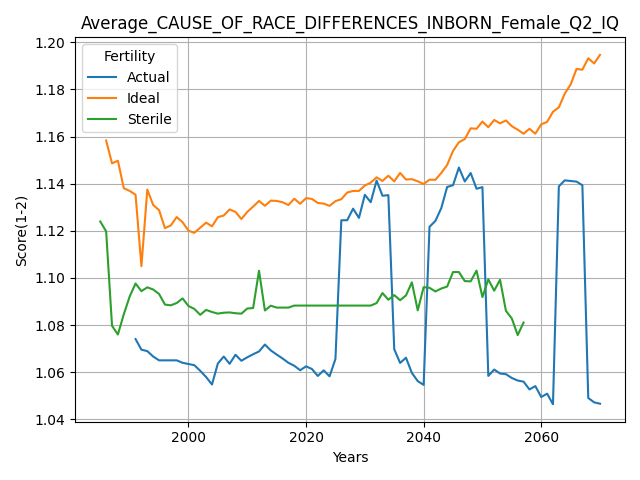 Average_CAUSE_OF_RACE_DIFFERENCES_INBORN_Female_Q2_IQ
1.20
1.18
1.16
1.14
1.12
1.10
1.08
1.06
1.04
Score(1-2)
Fertility
Actual
Ideal
Sterile
2000
2020
2040
2060
Years